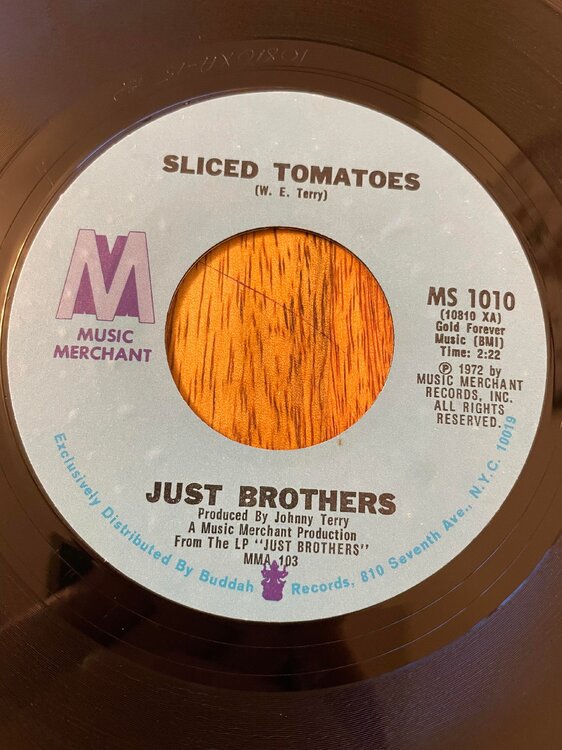 SLICED TOMATOES
(W. E. Terry)
M
MUSIC
MERCHANT
MS 1010
(10810 XA)
Gold Forever
Music (BMI)
Time: 2:22
℗ 1972 by
MUSIC MERCHANT
RECORDS, INC.
ALL RIGHTS
RESERVED.
JUST BROTHERS
Produced By Johnny Terry
A Music Merchant Production
From The LP "JUST BROTHERS"
MMA 103
Exclusively Distributed By Buddah Records, 810 Seventh Ave., N.Y.C. 10019